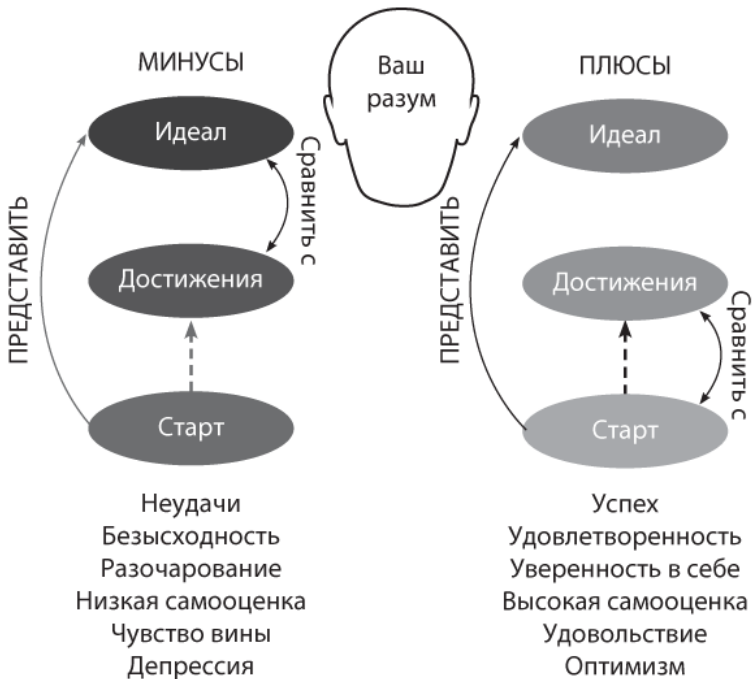 МИНУСЫ
Ваш
разум
ПЛЮСЫ
Идеал
Сравнить с
ПРЕДСТАВИТЬ
Достижения
Старт
Идеал
ПРЕДСТАВИТЬ
Достижения
Сравнить с
Старт
Неудачи
Безысходность
Разочарование
Низкая самооценка
Чувство вины
Депрессия
Успех
Удовлетворенность
Уверенность в себе
Высокая самооценка
Удовольствие
Оптимизм